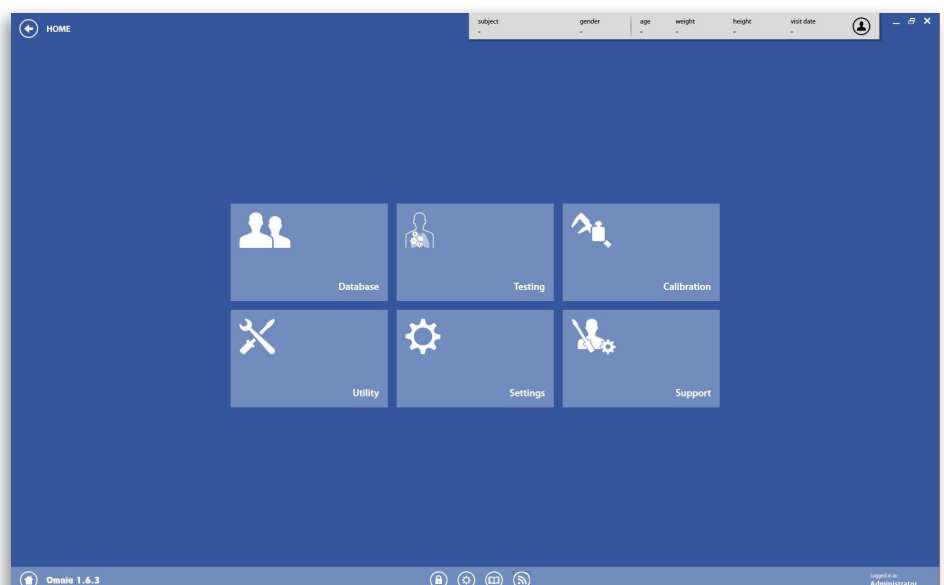 HOME
subject gender age weight height visit date
- - - - - -
Database Testing Calibration
Utility Settings Support
Omnia 1.6.3
Logged in as:
Administrator